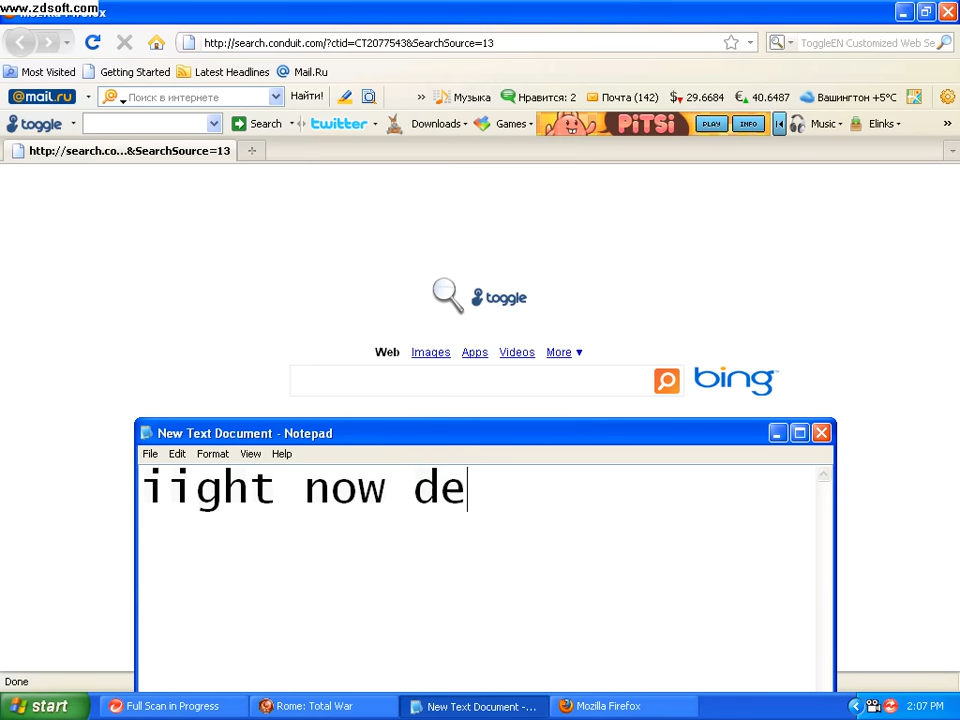 www.zdsoft.com
http://search.conduit.com/?ctid=CT2077543&SearchSource=13
ToggleEN Customized Web Se
Most Visited Getting Started Latest Headlines Mail.Ru
@mail.ru Поиск в интернете Найти! » Музыка Нравится: 2 Почта (142) $ 29.6684 € 40.6487 Вашингтон +5°C
toggle Search twitter Downloads Games PiTSi PLAY INFO Music Elinks »
http://search.co...&SearchSource=13
toggle
Web Images Apps Videos More ▼
bing
New Text Document - Notepad
File Edit Format View Help
iight now de
Done
start Full Scan in Progress Rome: Total War New Text Document -... Mozilla Firefox 2:07 PM